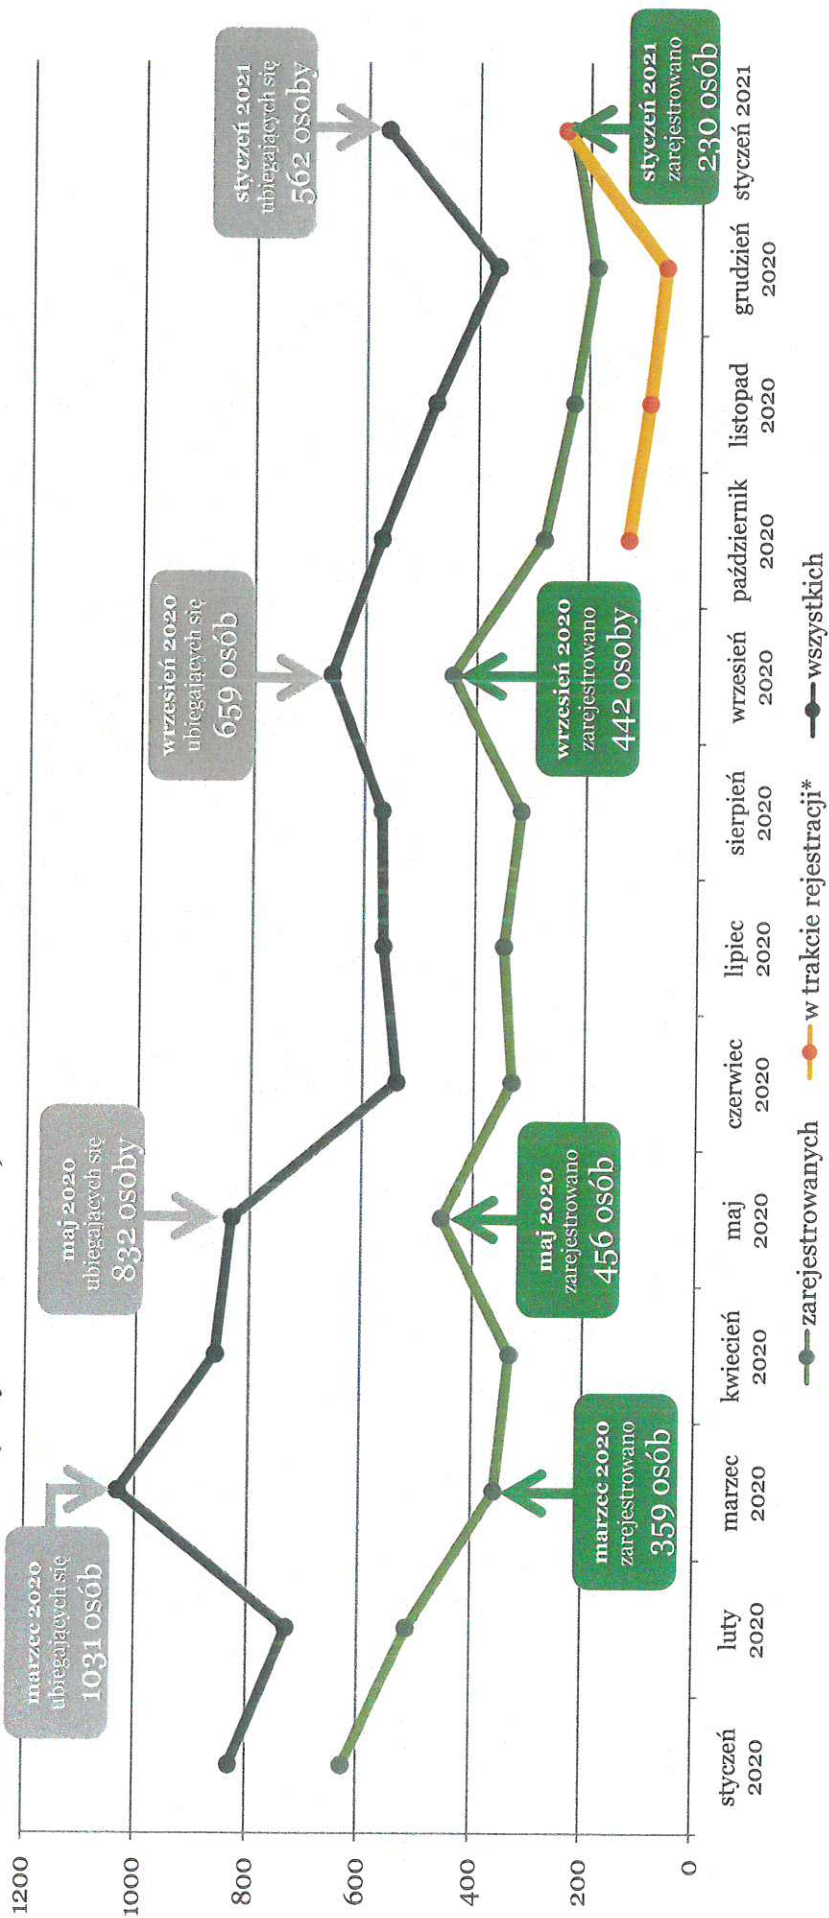 1200
1000
800
600
400
200
0
marzec 2020
ubiegających się
1031 osób
maj 2020
ubiegających się
832 osoby
wrzesień 2020
ubiegających się
659 osób
styczeń 2021
ubiegających się
562 osoby
marzec 2020
zarejestrowano
359 osób
maj 2020
zarejestrowano
456 osób
wrzesień 2020
zarejestrowano
442 osoby
styczeń 2021
zarejestrowano
230 osób
styczeń
2020
luty
2020
marzec
2020
kwiecień
2020
maj
2020
czerwiec
2020
lipiec
2020
sierpień
2020
wrzesień
2020
październik
2020
listopad
2020
grudzień
2020
styczeń 2021
zarejestrowanych
w trakcie rejestracji*
wszystkich